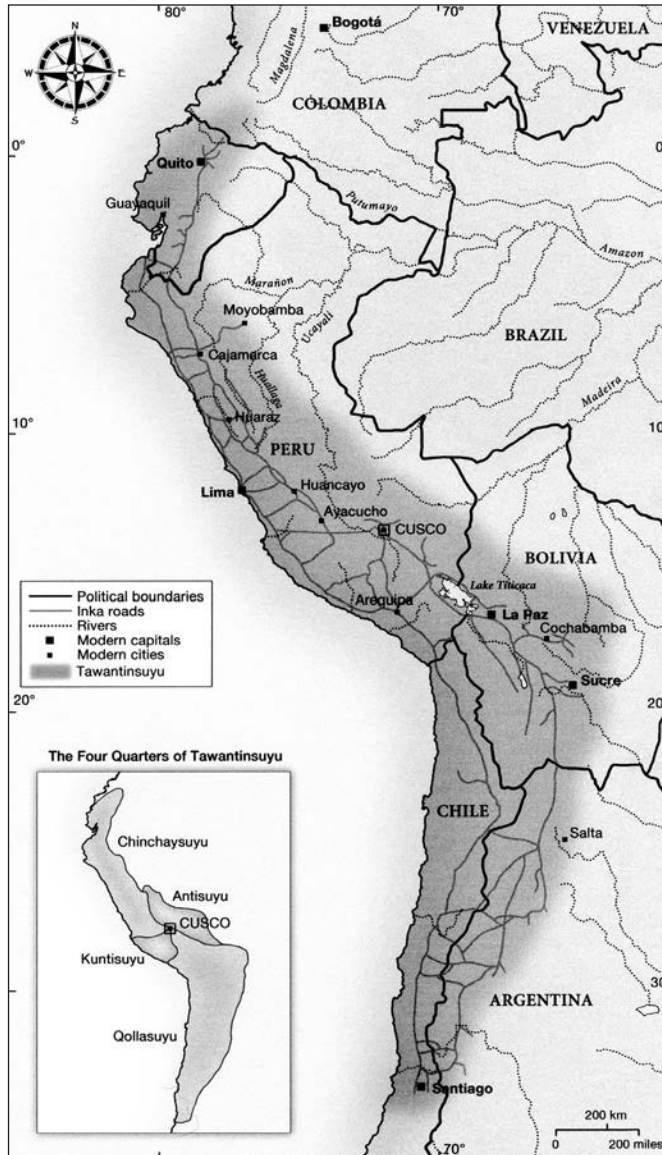 80°
70°
N
W
E
S
Bogotá
VENEZUELA
Magdalena
COLOMBIA
0°
0
Quito
Guayaquil
Putumayo
Amazon
Marañon
Moyobamba
Ucayali
BRAZIL
Cajamarca
Huallaga
Madeira
Huaraz
10°
10
PERU
Lima
Huancayo
Ayacucho
CUSCO
BOLIVIA
Lake Titicaca
Political boundaries
Inka roads
Rivers
Modern capitals
Modern cities
Tawantinsuyu
Arequipa
La Paz
Cochabamba
Sucre
20°
20
The Four Quarters of Tawantinsuyu
CHILE
Salta
Chinchaysuyu
Antisuyu
CUSCO
Kuntisuyu
Qollasuyu
ARGENTINA
30
Santiago
200 km
200 miles
70°